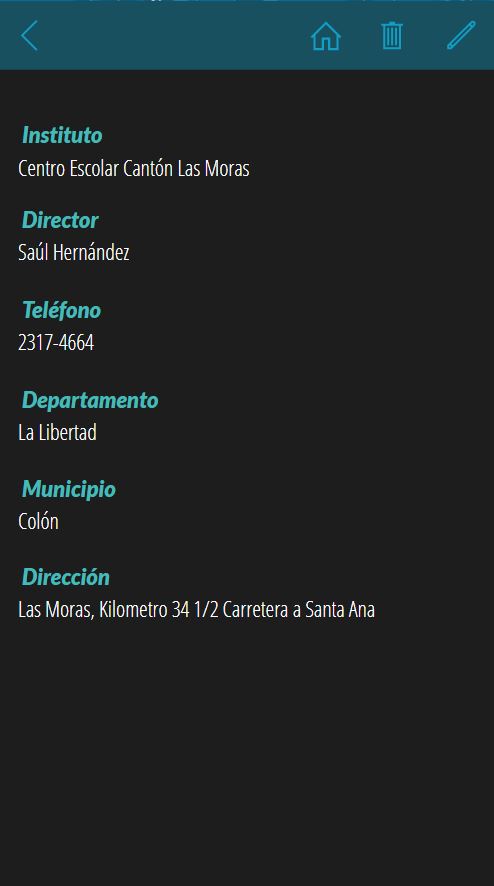 Instituto
Centro Escolar Cantón Las Moras
Director
Saúl Hernández
Teléfono
2317-4664
Departamento
La Libertad
Municipio
Colón
Dirección
Las Moras, Kilometro 34 1/2 Carretera a Santa Ana